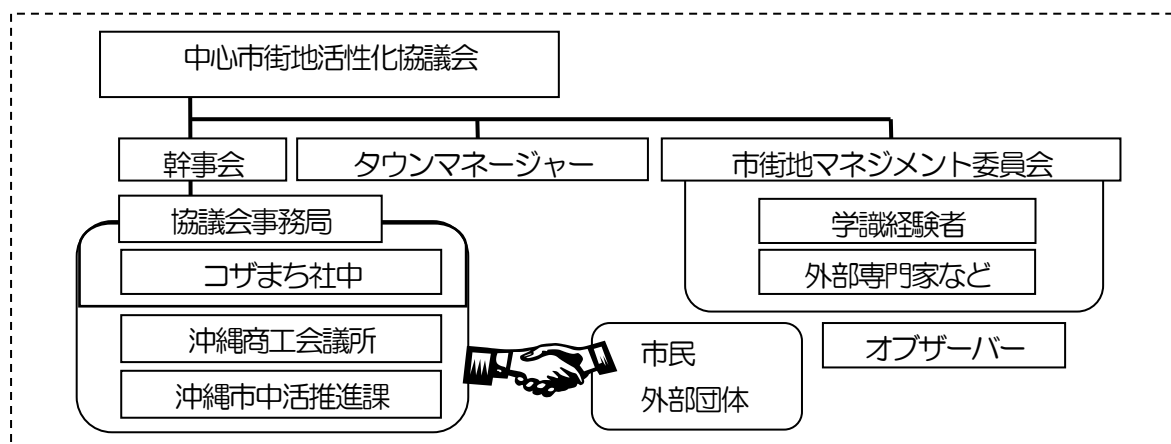 中心市街地活性化協議会
幹事会
タウンマネージャー
市街地マネジメント委員会
協議会事務局
コザまち社中
沖縄商工会議所
沖縄市中活推進課
学識経験者
外部専門家など
オブザーバー
市民
外部団体